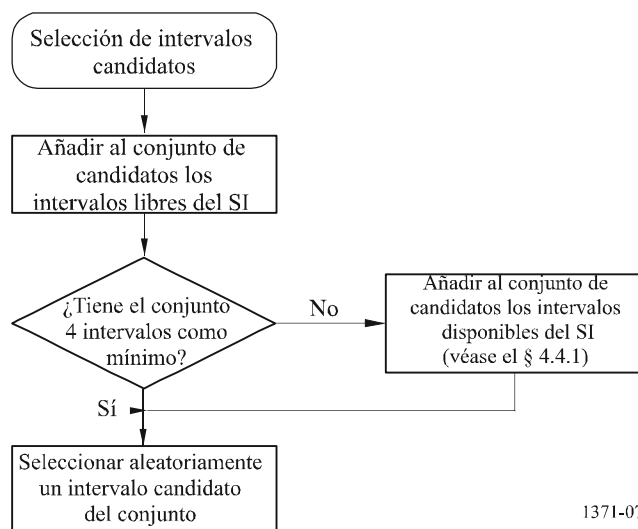 Selección de intervalos
candidatos
Añadir al conjunto de
candidatos los
intervalos libres del SI
¿Tiene el conjunto
4 intervalos como
mínimo?
No
Añadir al conjunto de
candidatos los intervalos
disponibles del SI
(véase el § 4.4.1)
Sí
Seleccionar aleatoriamente
un intervalo candidato
del conjunto
1371-07